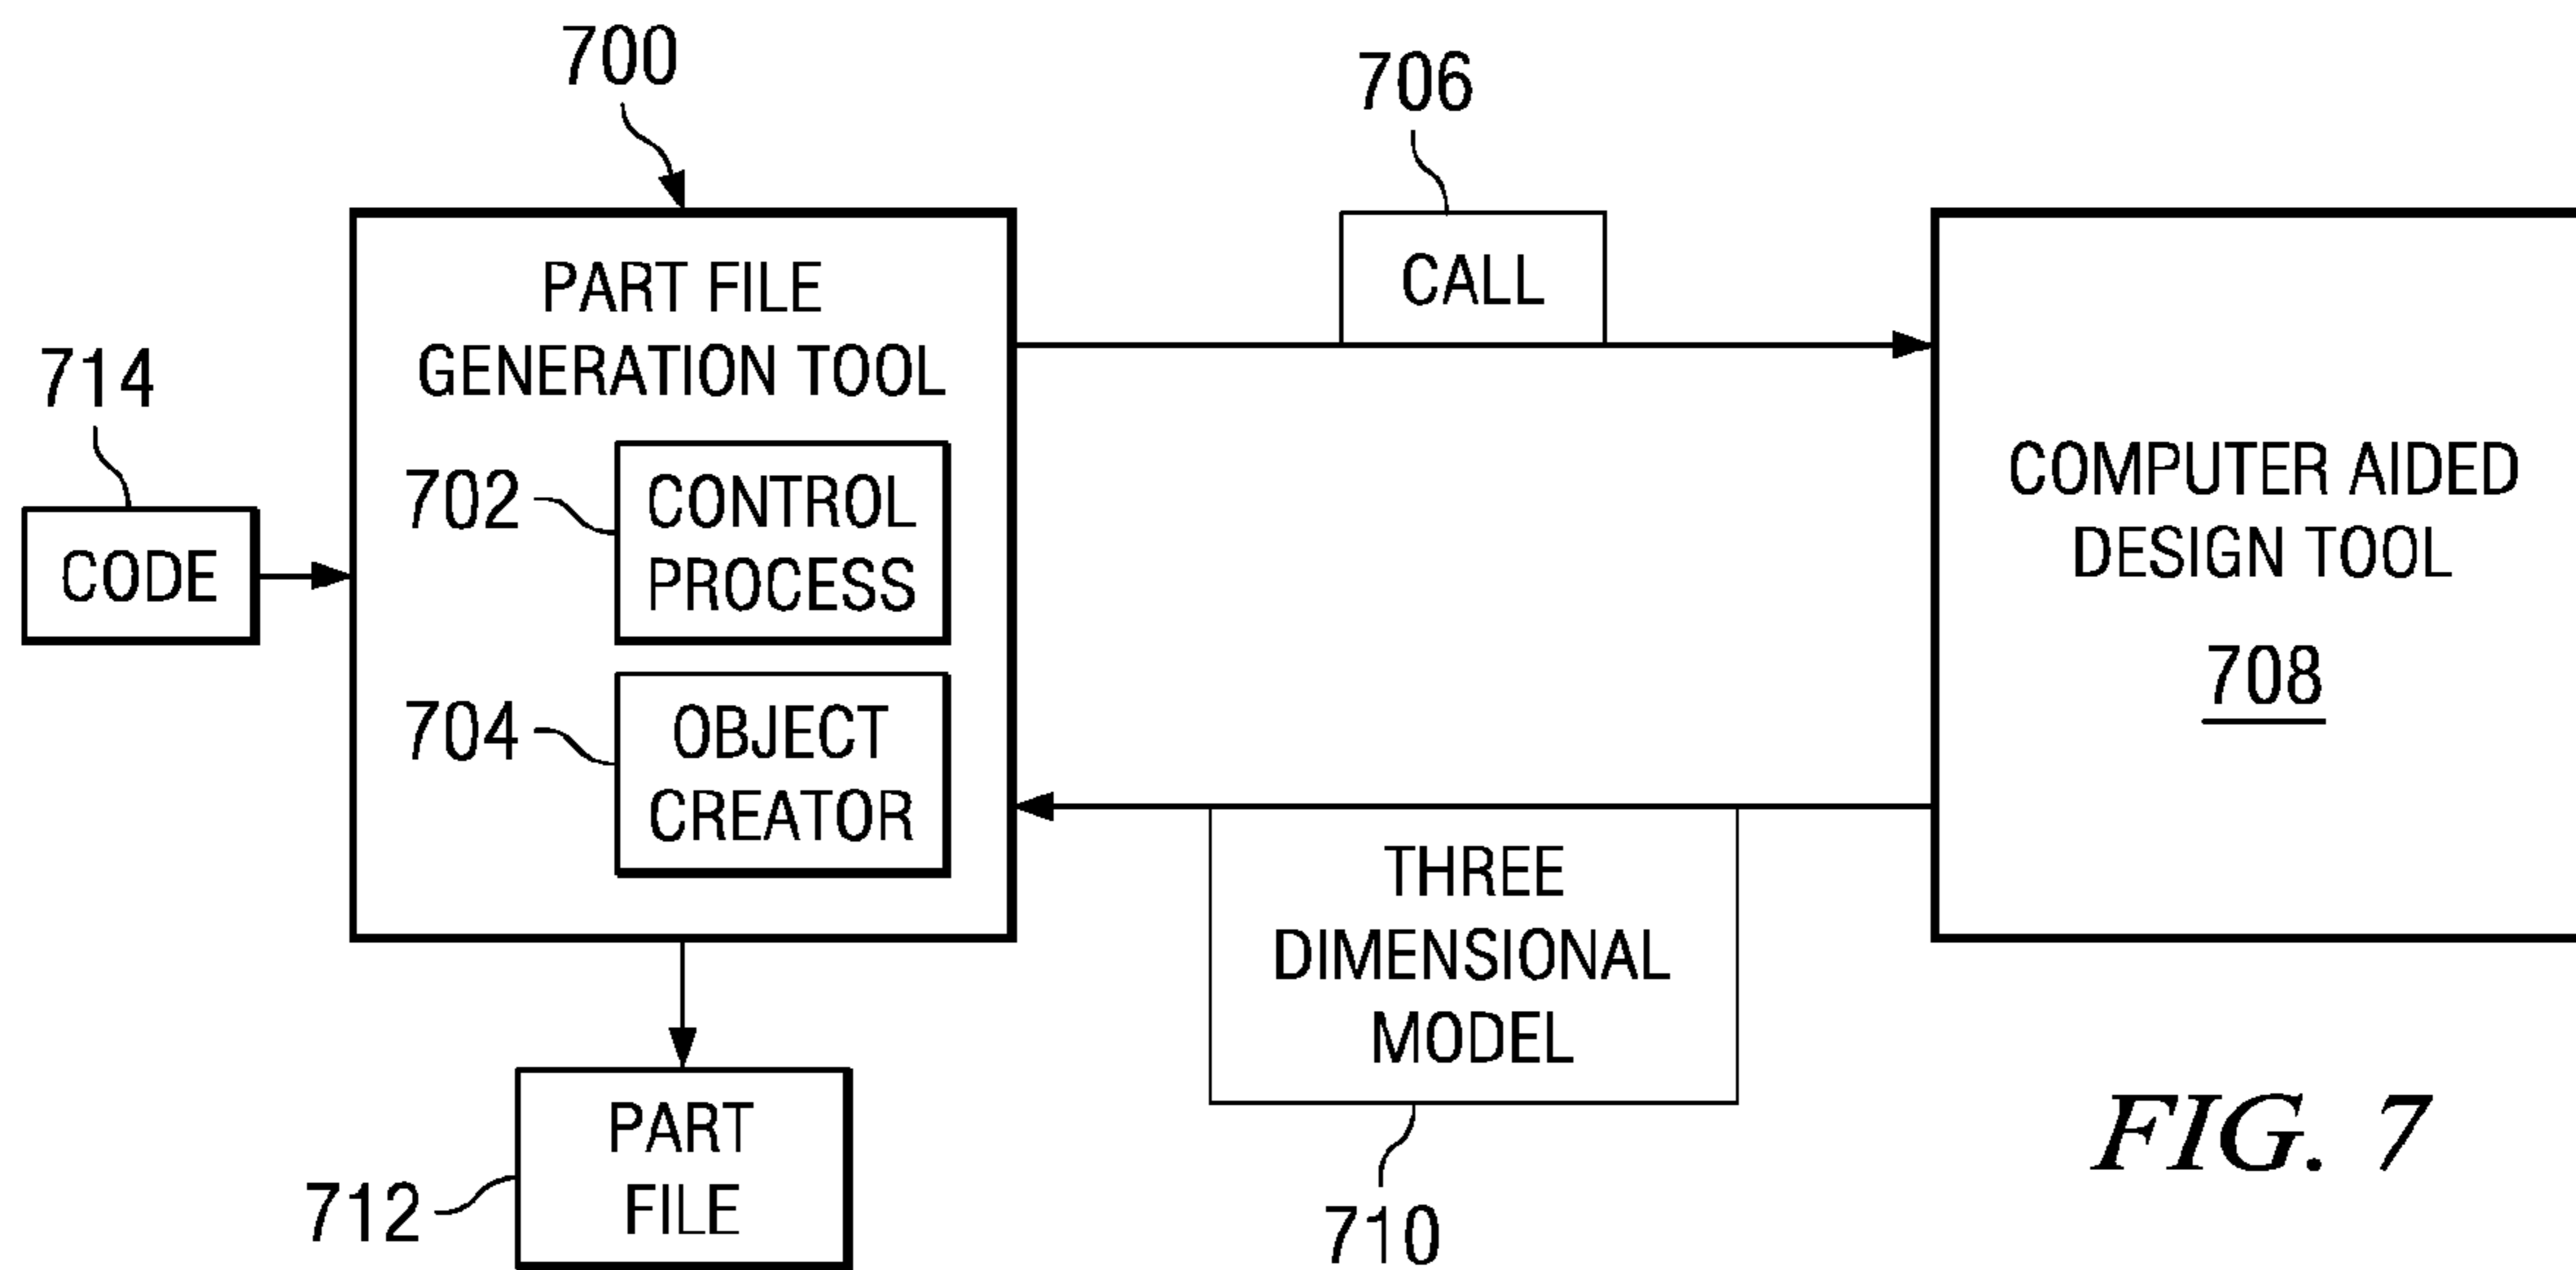 700
706
PART FILE
GENERATION TOOL
CALL
714
CODE
702
CONTROL
PROCESS
704
OBJECT
CREATOR
COMPUTER AIDED
DESIGN TOOL
708
THREE
DIMENSIONAL
MODEL
710
PART
FILE
712
FIG. 7